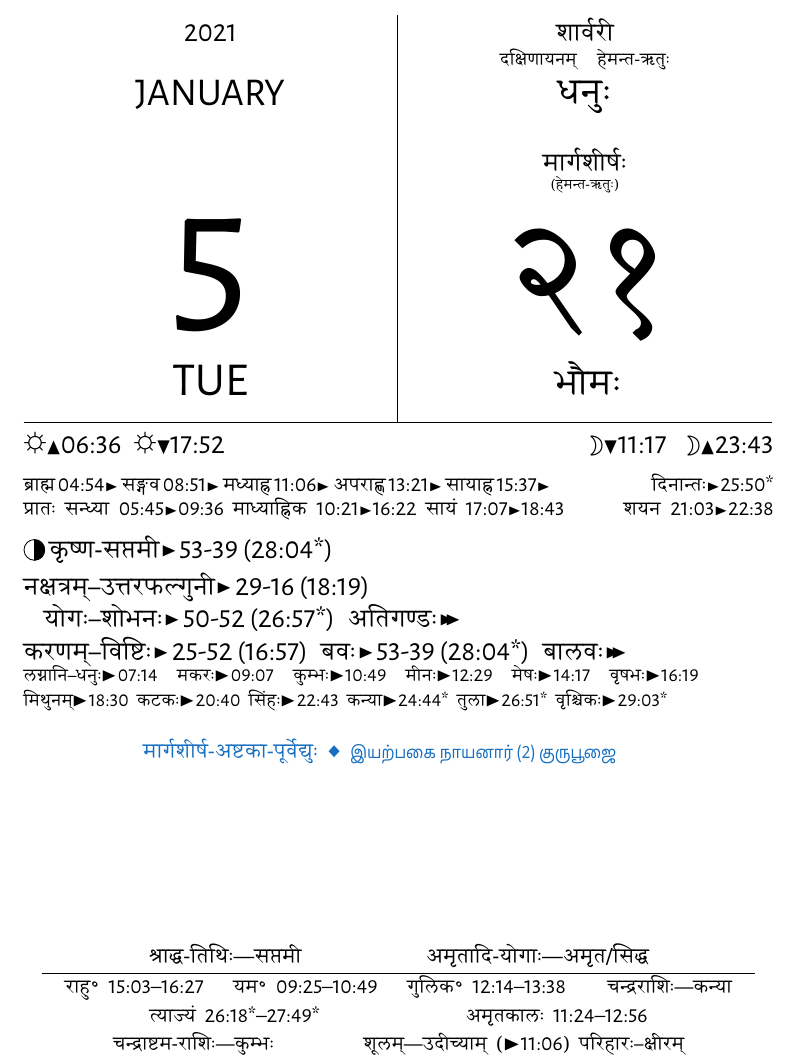 2021
JANUARY
5
TUE
शार्वरी
दक्षिणायनम् हेमन्त-ऋतुः
धनुः
मार्गशीर्षः
(हेमन्त-ऋतुः)
२१
भौमः
☼▲06:36 ☼▼17:52 ☽▼11:17 ☽▲23:43
ब्राह्म 04:54► सङ्गव 08:51► मध्याह्न 11:06► अपराह्ण 13:21► सायाह्न 15:37► दिनान्तः►25:50*
प्रातः सन्ध्या 05:45►09:36 माध्याह्निक 10:21►16:22 सायं 17:07►18:43 शयन 21:03►22:38
◑कृष्ण-सप्तमी►53-39 (28:04*)
नक्षत्रम्–उत्तरफल्गुनी►29-16 (18:19)
योगः–शोभनः►50-52 (26:57*) अतिगण्डः►►
करणम्–विष्टिः►25-52 (16:57) बवः►53-39 (28:04*) बालवः►►
लग्नानि–धनुः►07:14 मकरः►09:07 कुम्भः►10:49 मीनः►12:29 मेषः►14:17 वृषभः►16:19
मिथुनम्►18:30 कटकः►20:40 सिंहः►22:43 कन्या►24:44* तुला►26:51* वृश्चिकः►29:03*
मार्गशीर्ष-अष्टका-पूर्वेद्युः ◆ இயற்பகை நாயனார் (2) குருபூஜை
श्राद्ध-तिथिः—सप्तमी अमृतादि-योगाः—अमृत/सिद्ध
राहु° 15:03–16:27 यम° 09:25–10:49 गुलिक° 12:14–13:38 चन्द्रराशिः—कन्या
त्याज्यं 26:18*–27:49* अमृतकालः 11:24–12:56
चन्द्राष्टम-राशिः—कुम्भः शूलम्—उदीच्याम् (►11:06) परिहारः–क्षीरम्